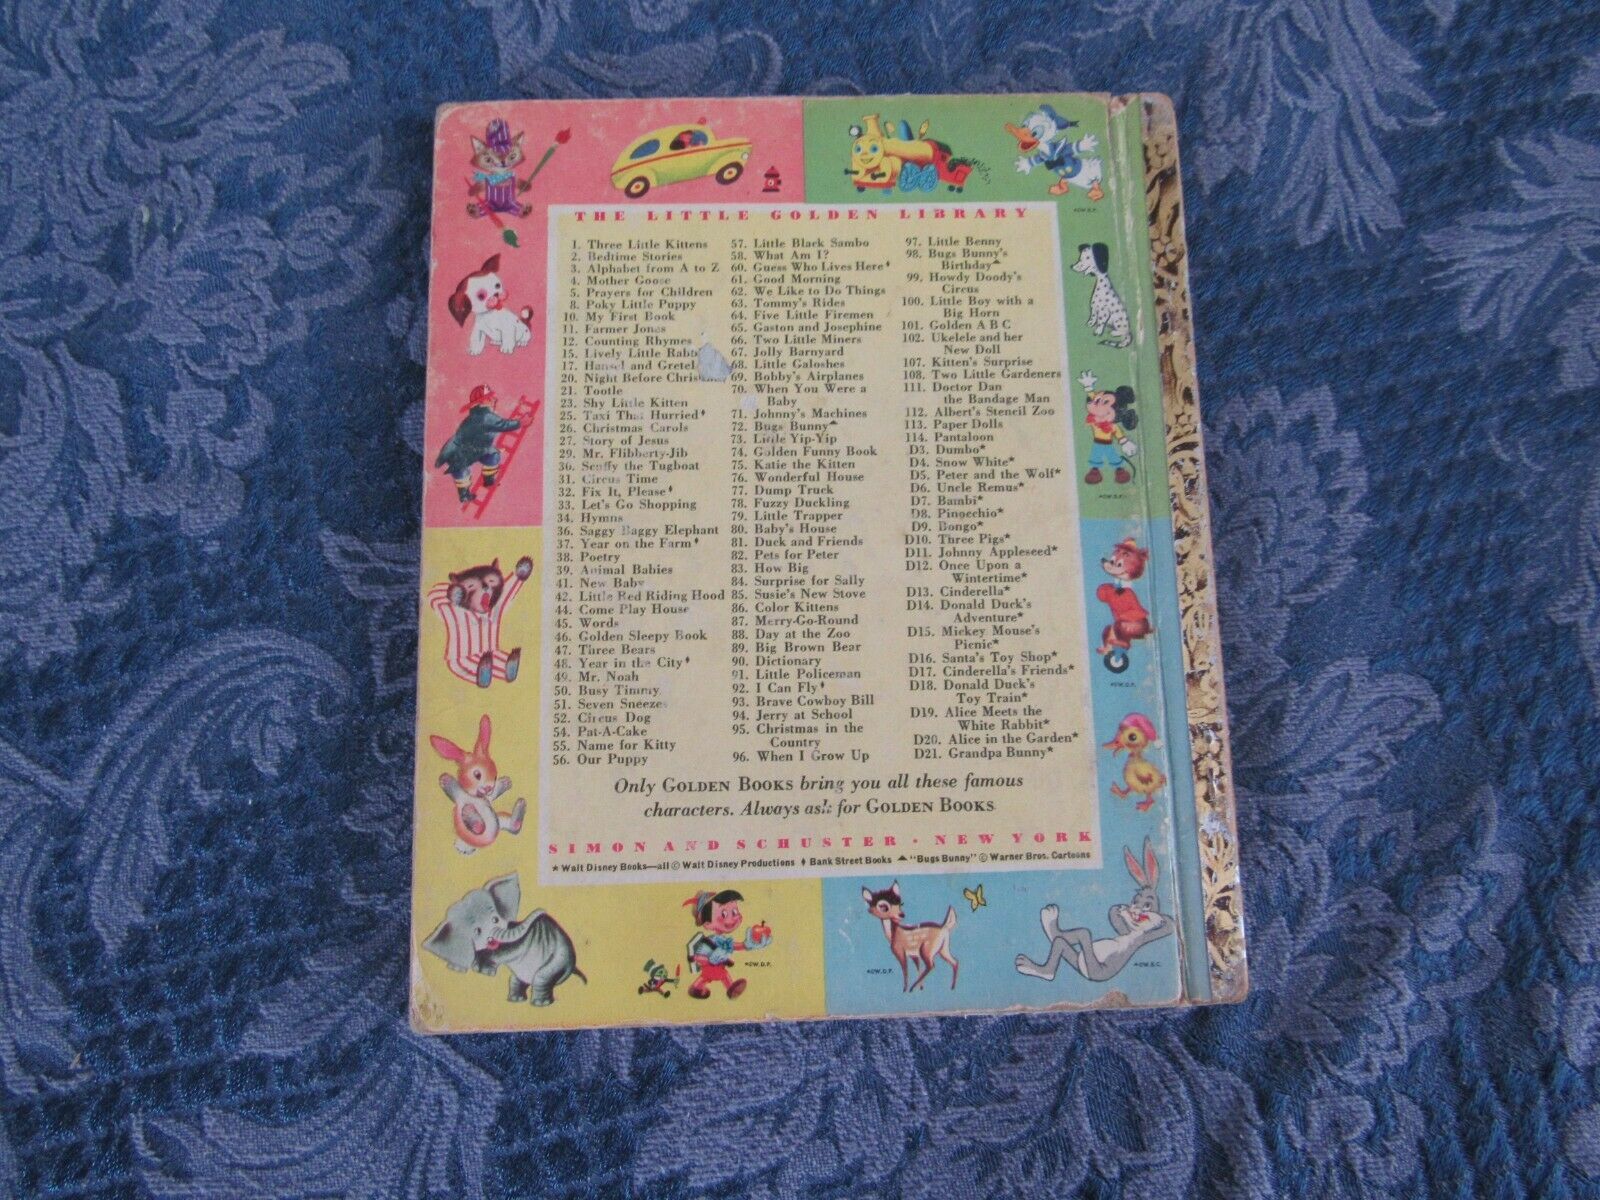 THE LITTLE GOLDEN LIBRARY
1. Three Little Kittens
2. Bedtime Stories
3. Alphabet from A to Z
4. Mother Goose
5. Prayers for Children
8. Poky Little Puppy
10. My First Book
11. Farmer Jones
12. Counting Rhymes
15. Lively Little
17. Hansel and Gretel
20. Night Before
21. Tootle
23. Shy Little Kitten
25. Taxi That Hurried♦
26. Christmas Carols
27. Story of Jesus
29. Mr. Flibberty-Jib
30. Scuffy the Tugboat
31. Circus Time
32. Fix It, Please♦
33. Let's Go Shopping
34. Hymns
36. Saggy Baggy Elephant
37. Year on the Farm♦
38. Poetry
39. Animal Babies
41. New Baby
42. Little Red Riding Hood
44. Come Play House
45. Words
46. Golden Sleepy Book
47. Three Bears
48. Year in the City♦
49. Mr. Noah
50. Busy Timmy
51. Seven Sneezes
52. Circus Dog
54. Pat-A-Cake
55. Name for Kitty
56. Our Puppy
57. Little Black Sambo
58. What Am I?
60. Guess Who Lives Here♦
61. Good Morning
62. We Like to Do Things
63. Tommy's Rides
64. Five Little Firemen
65. Gaston and Josephine
66. Two Little Miners
67. Jolly Barnyard
68. Little Galoshes
69. Bobby's Airplanes
70. When You Were a
Baby
71. Johnny's Machines
72. Bugs Bunny▲
73. Little Yip-Yip
74. Golden Funny Book
75. Katie the Kitten
76. Wonderful House
77. Dump Truck
78. Fuzzy Duckling
79. Little Trapper
80. Baby's House
81. Duck and Friends
82. Pets for Peter
83. How Big
84. Surprise for Sally
85. Susie's New Stove
86. Color Kittens
87. Merry-Go-Round
88. Day at the Zoo
89. Big Brown Bear
90. Dictionary
91. Little Policeman
92. I Can Fly♦
93. Brave Cowboy Bill
94. Jerry at School
95. Christmas in the
Country
96. When I Grow Up
97. Little Benny
98. Bugs Bunny's
Birthday▲
99. Howdy Doody's
Circus
100. Little Boy with a
Big Horn
101. Golden A B C
102. Ukelele and her
New Doll
107. Kitten's Surprise
108. Two Little Gardeners
111. Doctor Dan
the Bandage Man
112. Albert's Stencil Zoo
113. Paper Dolls
114. Pantaloon
D3. Dumbo*
D4. Snow White*
D5. Peter and the Wolf*
D6. Uncle Remus*
D7. Bambi*
D8. Pinocchio*
D9. Bongo*
D10. Three Pigs*
D11. Johnny Appleseed*
D12. Once Upon a
Wintertime*
D13. Cinderella*
D14. Donald Duck's
Adventure*
D15. Mickey Mouse's
Picnic*
D16. Santa's Toy Shop*
D17. Cinderella's Friends*
D18. Donald Duck's
Toy Train*
D19. Alice Meets the
White Rabbit*
D20. Alice in the Garden*
D21. Grandpa Bunny*
Only GOLDEN BOOKS bring you all these famous
characters. Always ask for GOLDEN BOOKS
SIMON AND SCHUSTER · NEW YORK
* Walt Disney Books—all © Walt Disney Productions ♦ Bank Street Books ▲ "Bugs Bunny" © Warner Bros. Cartoons
*©W.D.P.
*©W.D.P.
*©W.D.P.
*©W.D.P.
*©W.D.P.
*©W.B.C.